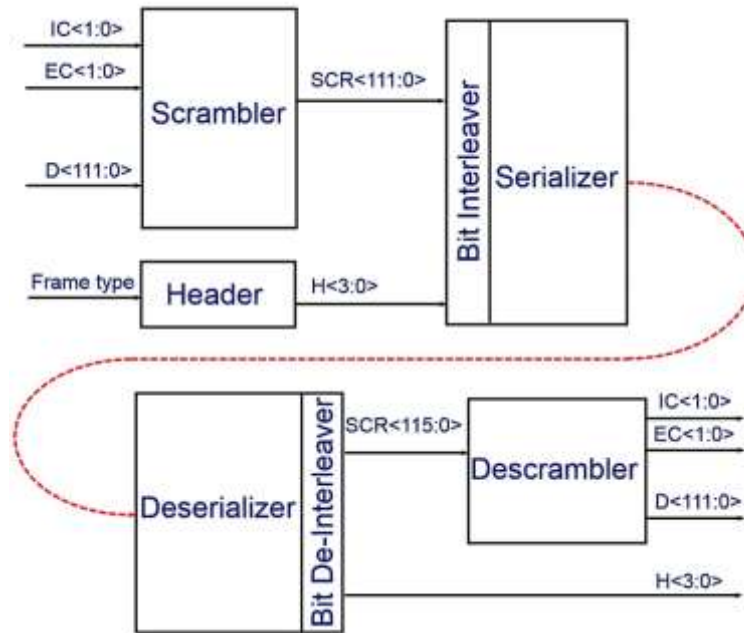 IC<1:0>
EC<1:0>
SCR<111:0>
Scrambler
D<111:0>
Bit Interleaver
Serializer
Frame type
Header
H<3:0>
Deserializer
Bit De-Interleaver
SCR<115:0>
Descrambler
IC<1:0>
EC<1:0>
D<111:0>
H<3:0>